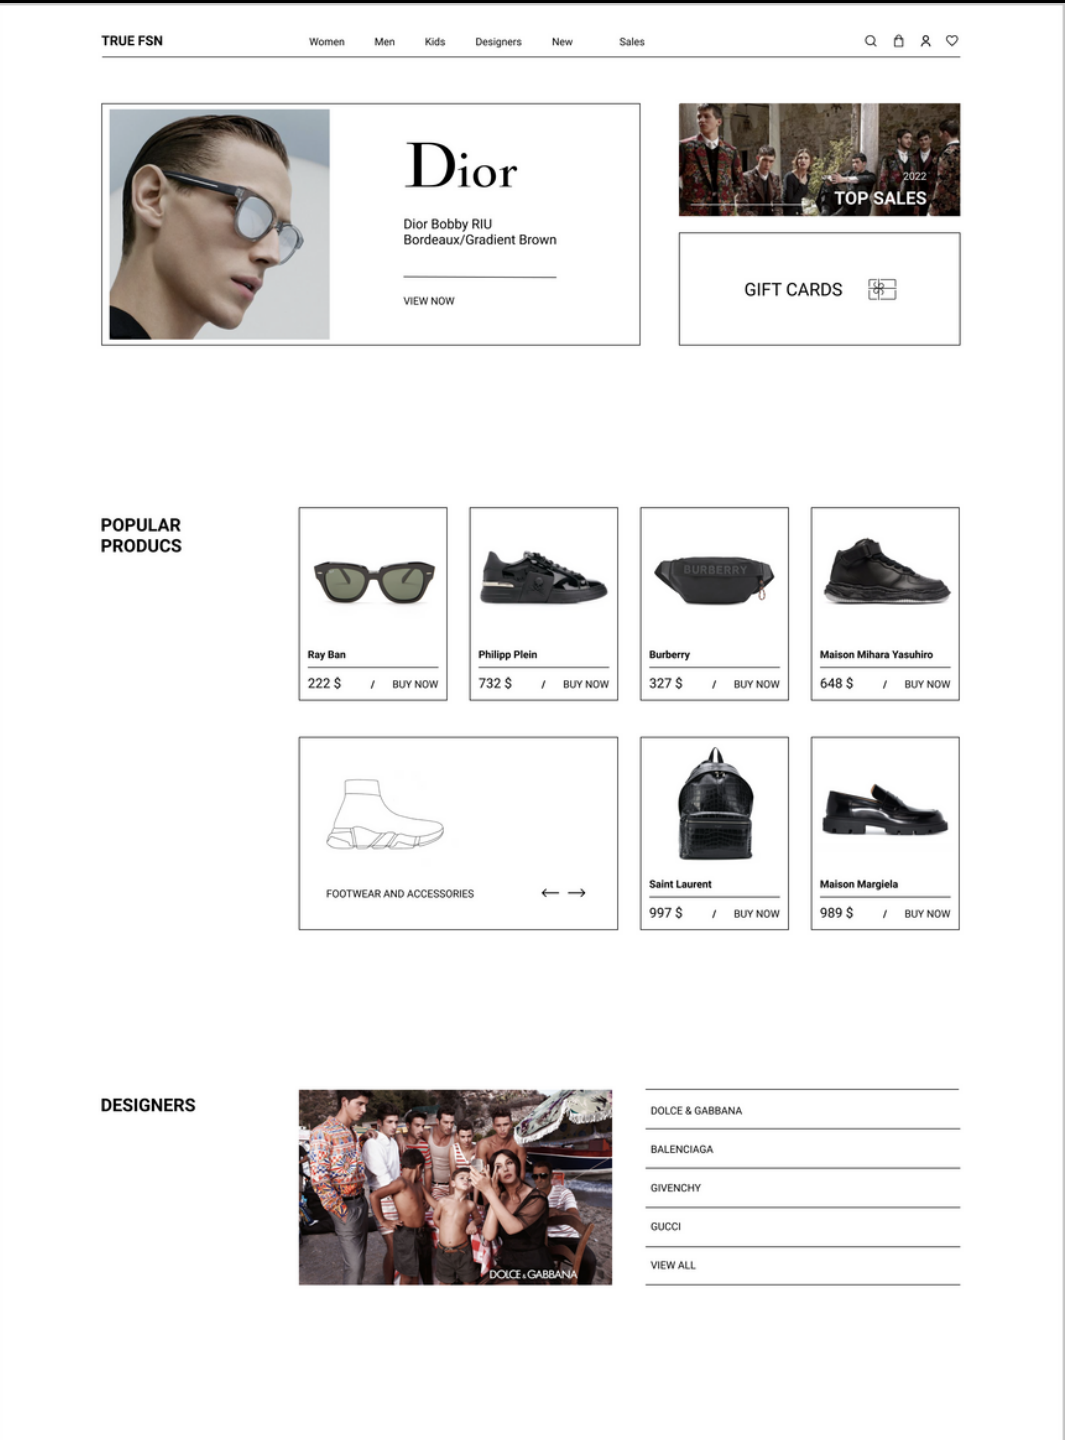 TRUE FSN
Women Men Kids Designers New Sales
Dior
Dior Bobby RIU
Bordeaux/Gradient Brown
VIEW NOW
2022
TOP SALES
GIFT CARDS
POPULAR
PRODUCS
Ray Ban
222 $ / BUY NOW
Philipp Plein
732 $ / BUY NOW
BURBERRY
Burberry
327 $ / BUY NOW
Maison Mihara Yasuhiro
648 $ / BUY NOW
FOOTWEAR AND ACCESSORIES
Saint Laurent
997 $ / BUY NOW
Maison Margiela
989 $ / BUY NOW
DESIGNERS
DOLCE & GABBANA
DOLCE & GABBANA
BALENCIAGA
GIVENCHY
GUCCI
VIEW ALL